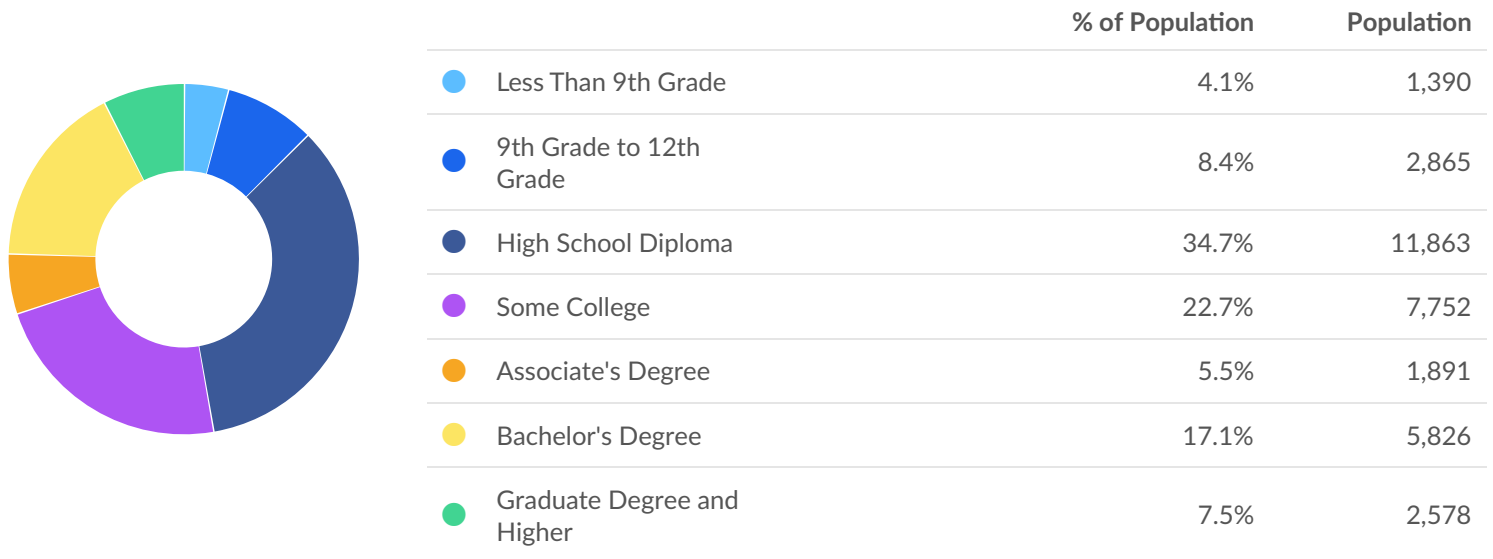 % of Population Population
Less Than 9th Grade 4.1% 1,390
9th Grade to 12th
Grade 8.4% 2,865
High School Diploma 34.7% 11,863
Some College 22.7% 7,752
Associate's Degree 5.5% 1,891
Bachelor's Degree 17.1% 5,826
Graduate Degree and
Higher 7.5% 2,578